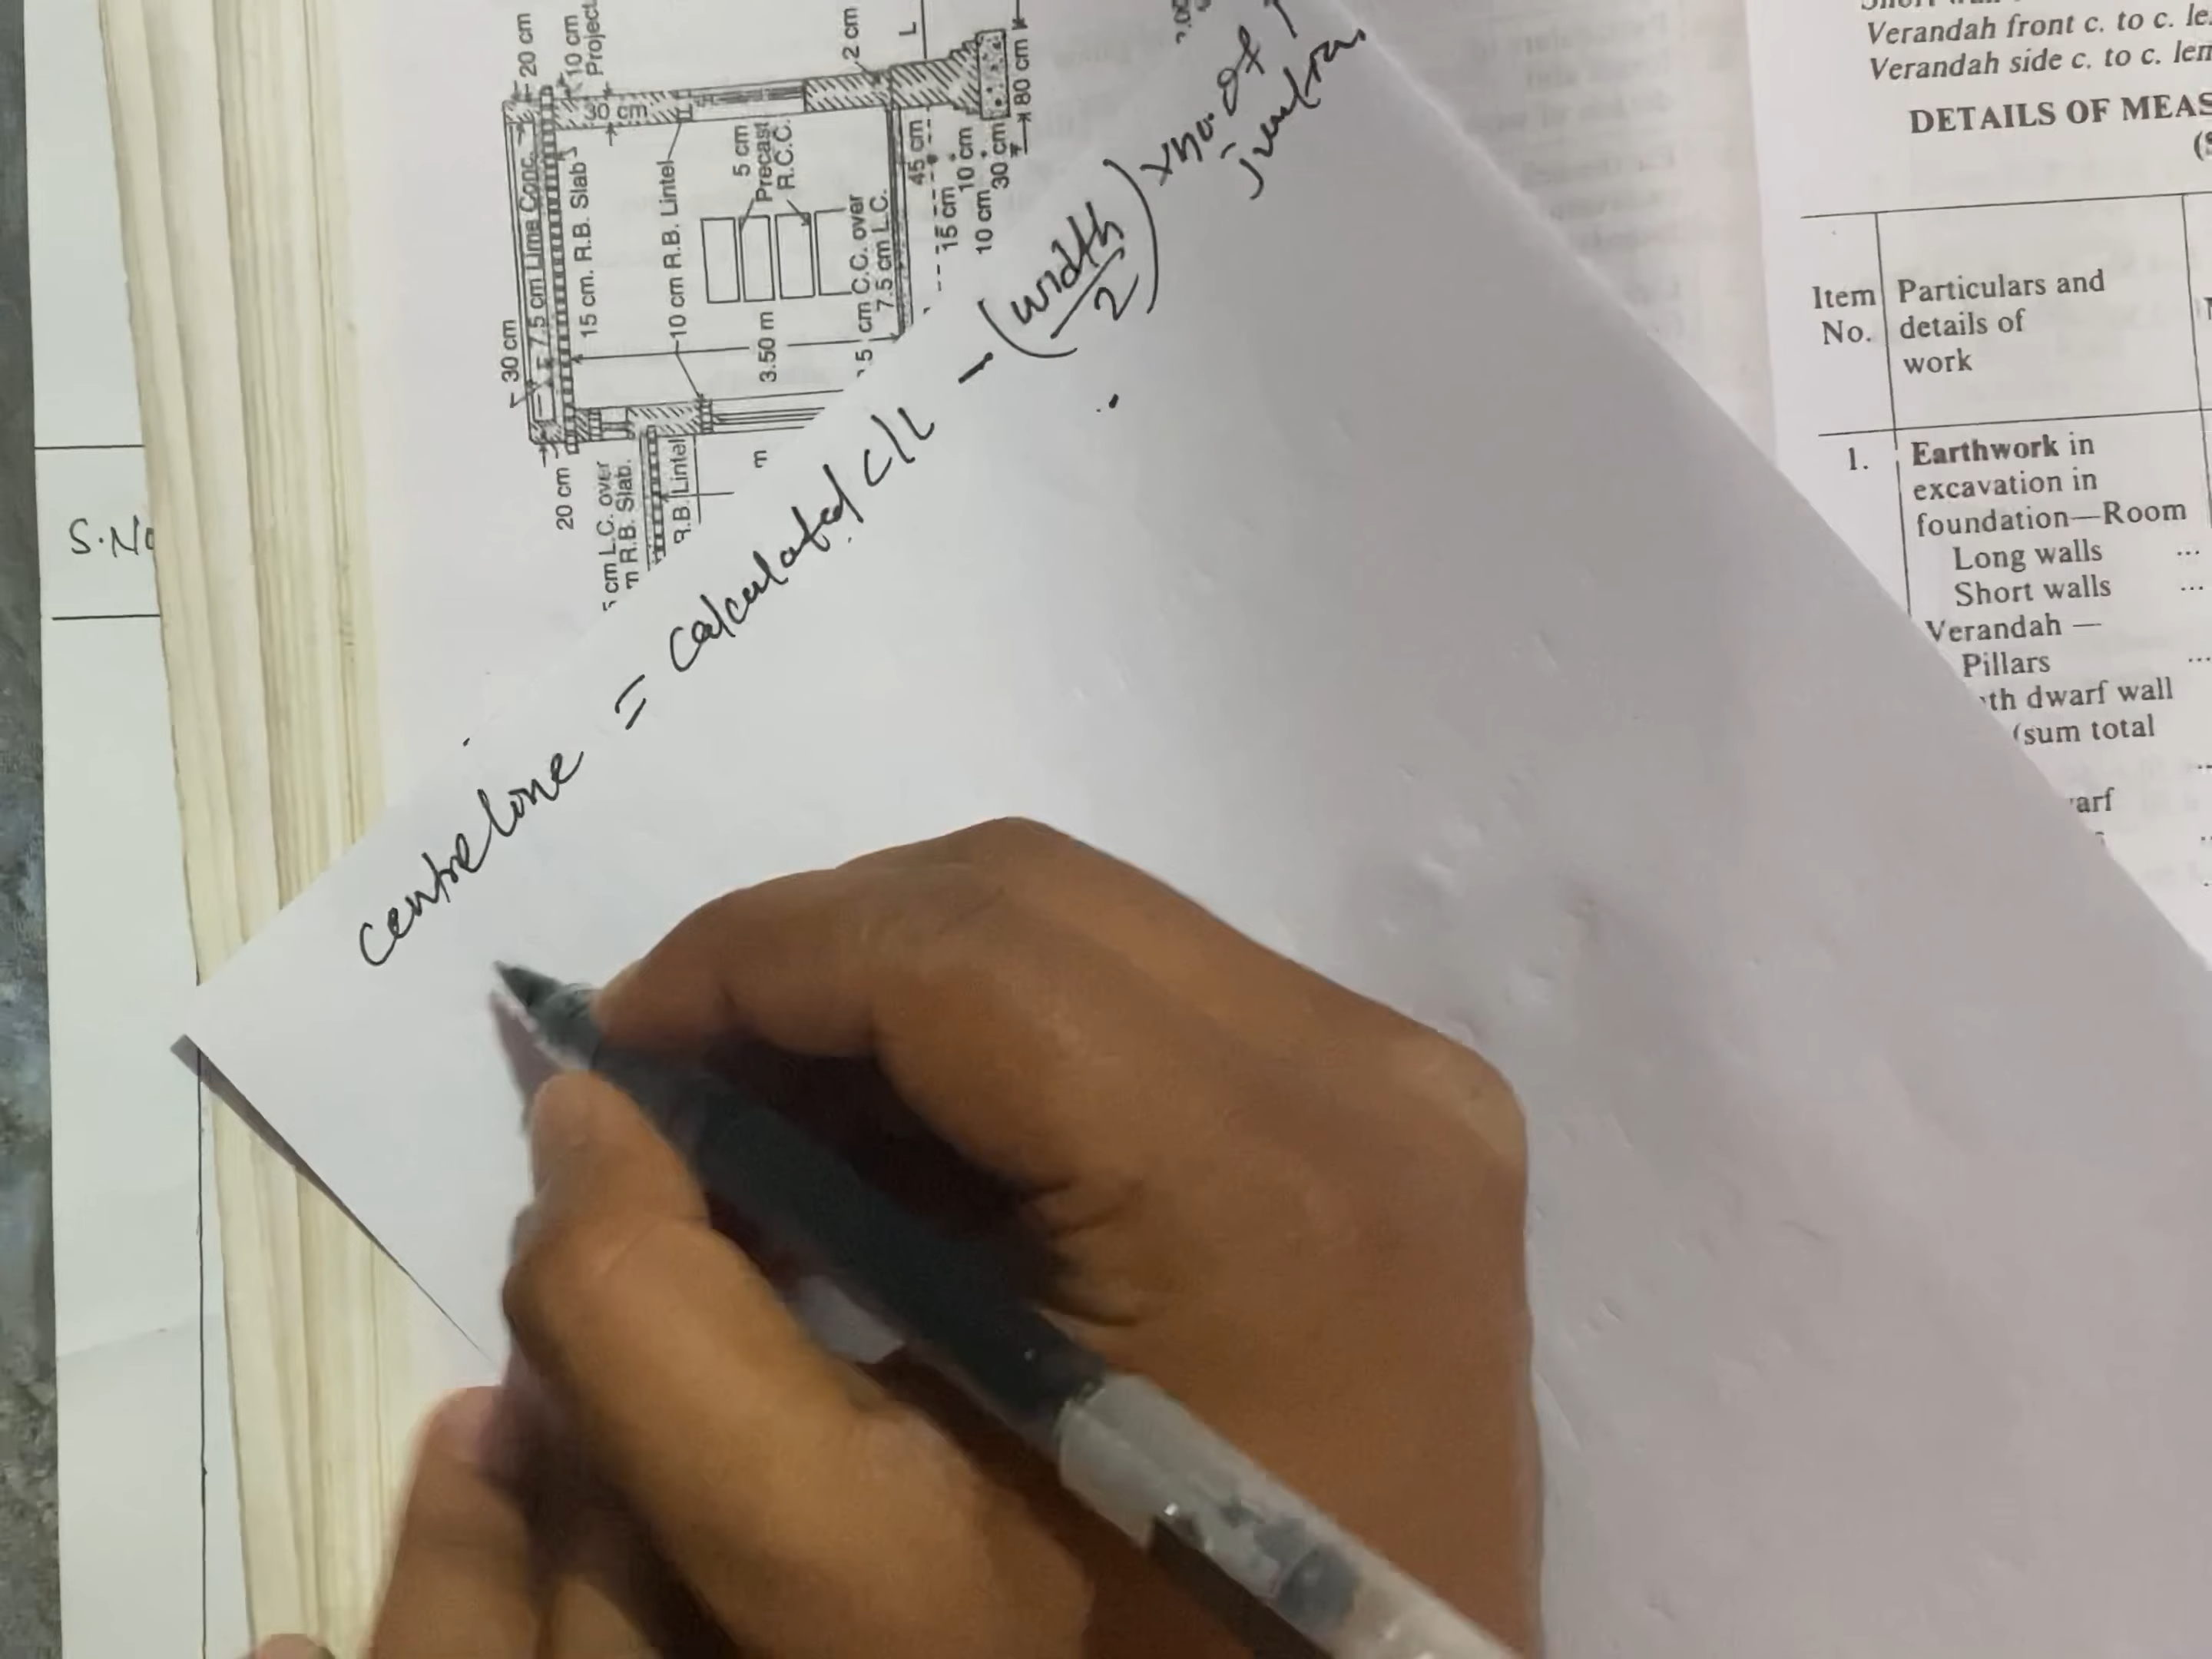 centreline = calculated c/l - (width/2) x no. of
S.No
20 cm
10 cm
Project
30 cm
2 cm
L
80 cm
30 cm
7.5 cm Lime Conc.
15 cm. R.B. Slab
10 cm R.B. Lintel
5 cm
Precast
R.C.C.
3.50 m
cm C.C. over
7.5 cm L.C.
45 cm
15 cm
10 cm
10 cm
30 cm
20 cm
cm L.C. over
R.B. Slab.
R.B. Lintel
m
Verandah front c. to c.
Verandah side c. to c.
DETAILS OF MEAS
Item
No.
Particulars and
details of
work
1.
Earthwork in
excavation in
foundation—Room
Long walls ...
Short walls ...
Verandah —
Pillars ...
th dwarf wall
(sum total
arf